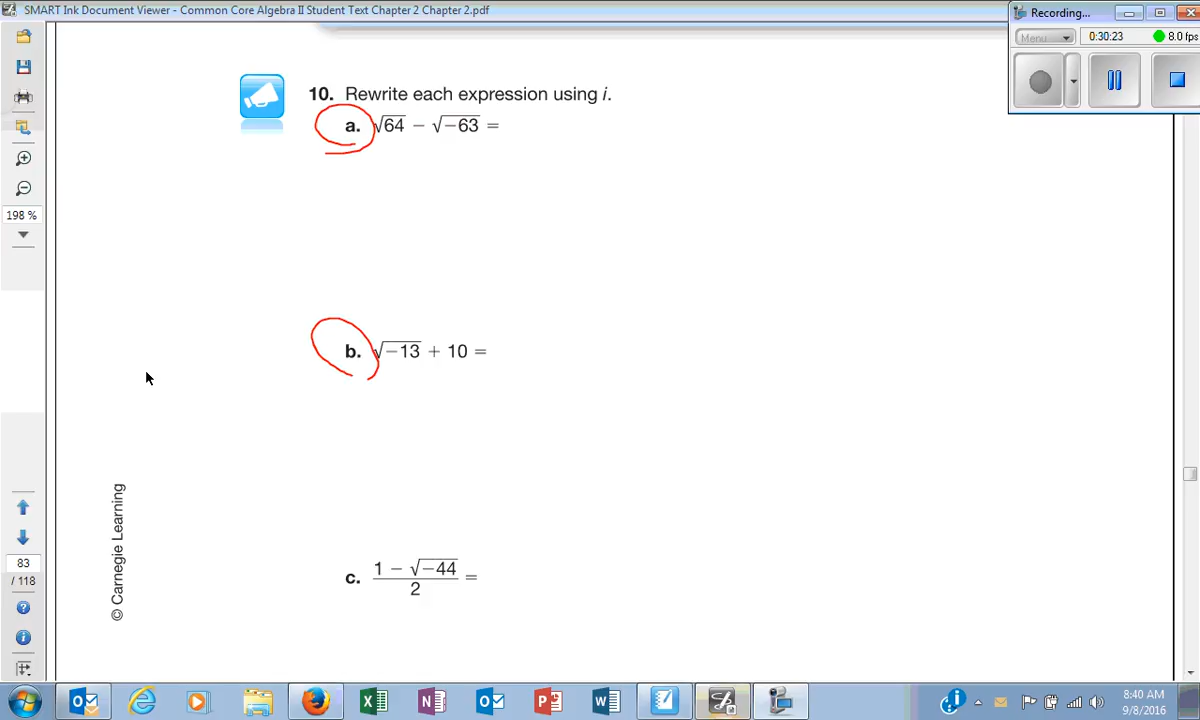 SMART Ink Document Viewer - Common Core Algebra II Student Text Chapter 2 Chapter 2.pdf
Recording...
Menu
0:30:23
8.0 fps
10. Rewrite each expression using i.
a. √64 − √−63 =
198 %
b. √−13 + 10 =
© Carnegie Learning
83
/ 118
c. (1 − √−44)/2 =
8:40 AM
9/8/2016